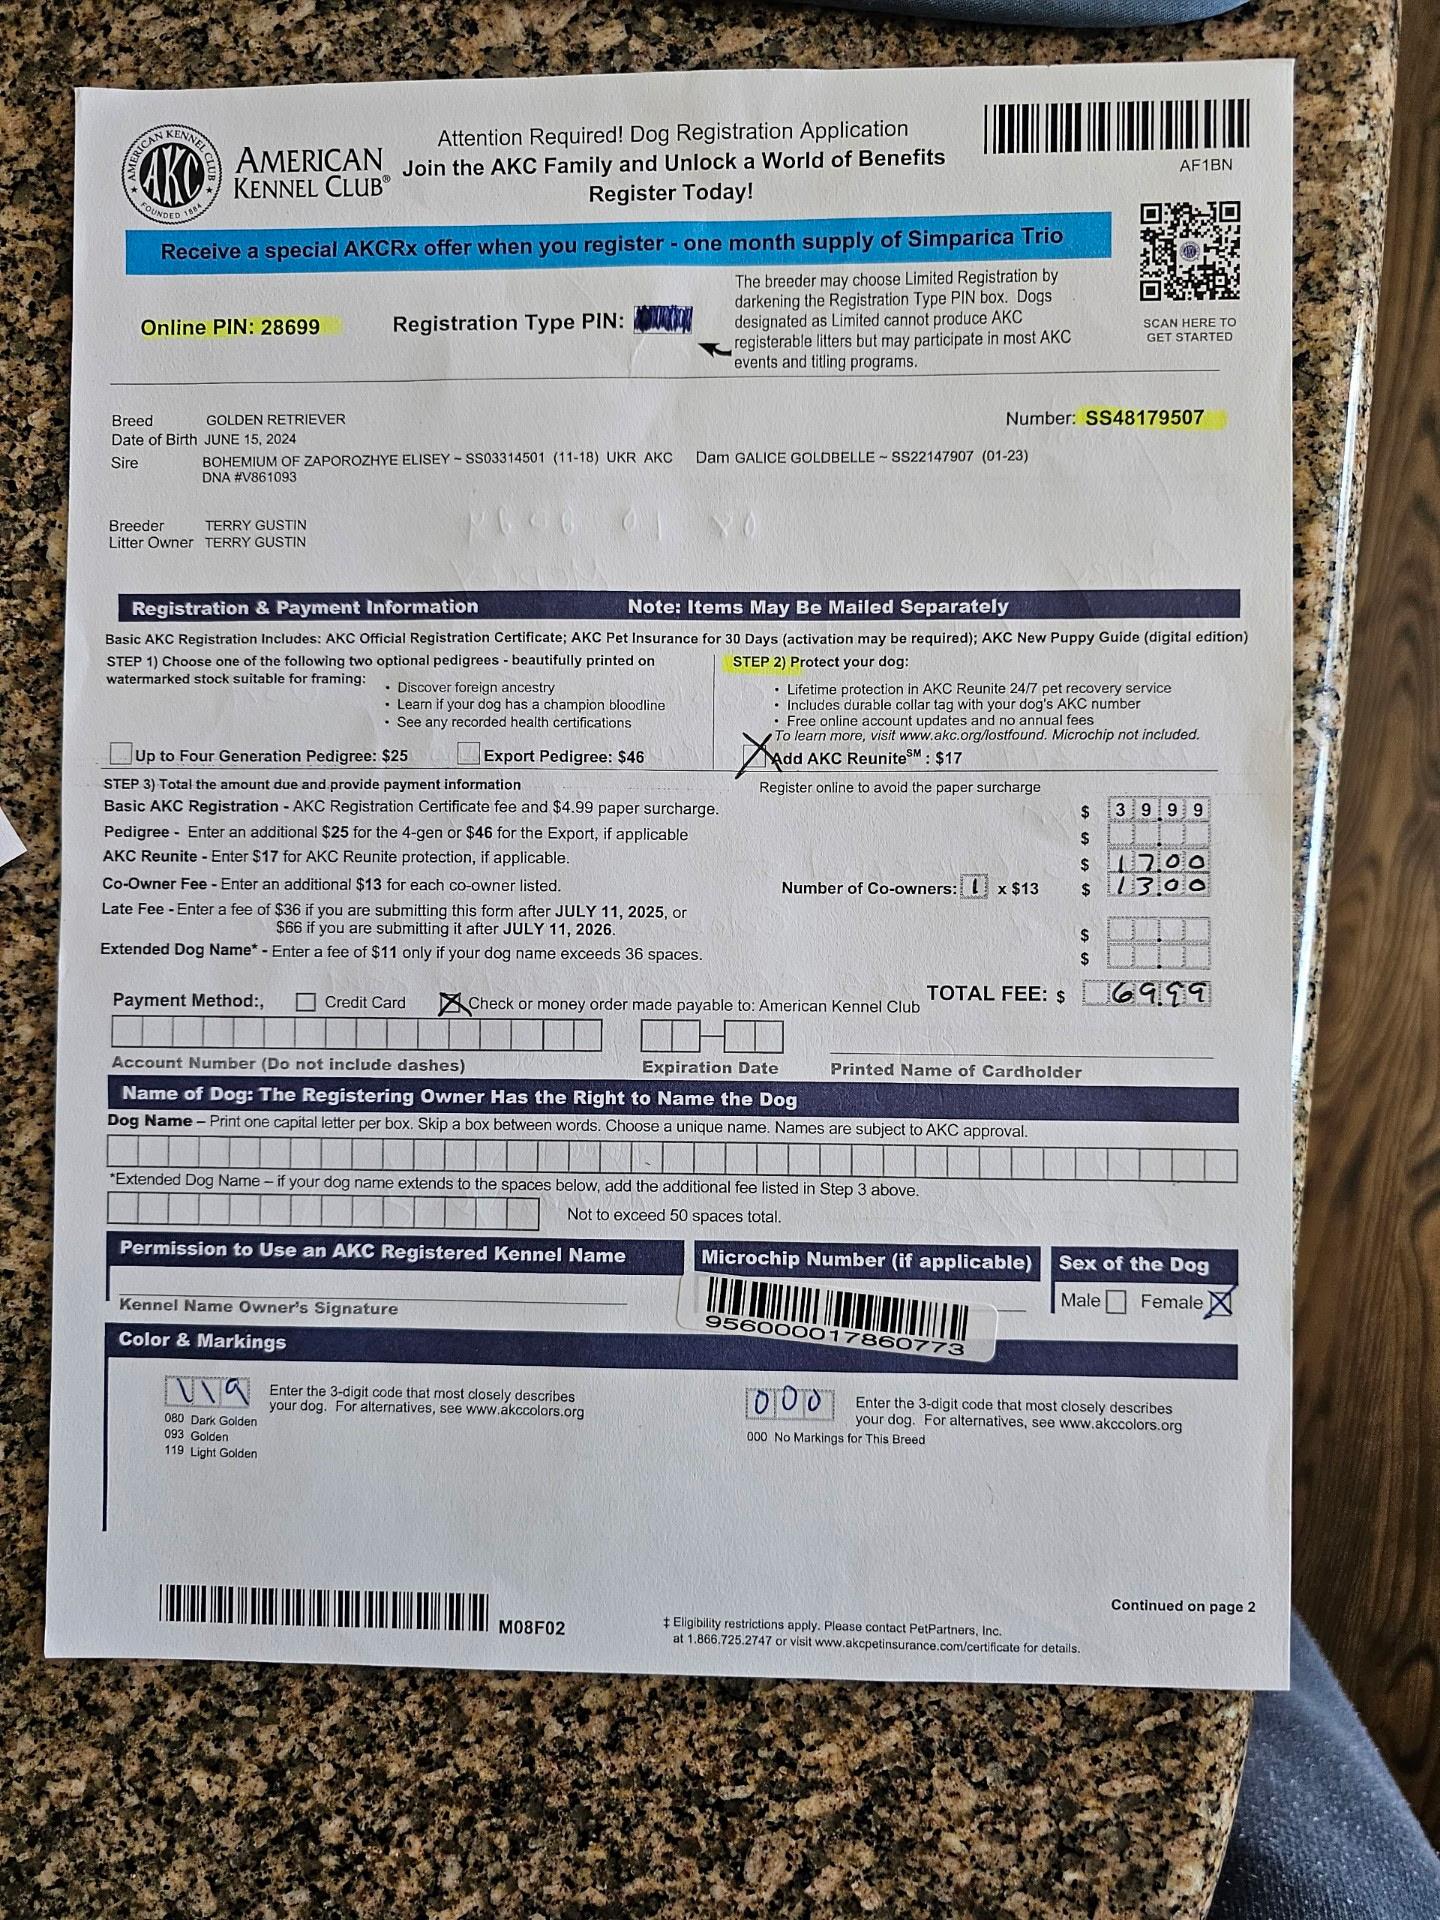 AMERICAN KENNEL CLUB
AKC
FOUNDED 1884
AMERICAN
KENNEL CLUB®
Attention Required! Dog Registration Application
Join the AKC Family and Unlock a World of Benefits
Register Today!
AF1BN
Receive a special AKCRx offer when you register - one month supply of Simparica Trio
SCAN HERE TO
GET STARTED
Online PIN: 28699
Registration Type PIN:
The breeder may choose Limited Registration by
darkening the Registration Type PIN box. Dogs
designated as Limited cannot produce AKC
registerable litters but may participate in most AKC
events and titling programs.
Breed GOLDEN RETRIEVER
Number: SS48179507
Date of Birth JUNE 15, 2024
Sire BOHEMIUM OF ZAPOROZHYE ELISEY ~ SS03314501 (11-18) UKR AKC Dam GALICE GOLDBELLE ~ SS22147907 (01-23)
DNA #V861093
Breeder TERRY GUSTIN
Litter Owner TERRY GUSTIN
Registration & Payment Information Note: Items May Be Mailed Separately
Basic AKC Registration Includes: AKC Official Registration Certificate; AKC Pet Insurance for 30 Days (activation may be required); AKC New Puppy Guide (digital edition)
STEP 1) Choose one of the following two optional pedigrees - beautifully printed on
watermarked stock suitable for framing:
• Discover foreign ancestry
• Learn if your dog has a champion bloodline
• See any recorded health certifications
Up to Four Generation Pedigree: $25 Export Pedigree: $46
STEP 2) Protect your dog:
• Lifetime protection in AKC Reunite 24/7 pet recovery service
• Includes durable collar tag with your dog's AKC number
• Free online account updates and no annual fees
To learn more, visit www.akc.org/lostfound. Microchip not included.
X Add AKC Reunite℠ : $17
STEP 3) Total the amount due and provide payment information
Register online to avoid the paper surcharge
Basic AKC Registration - AKC Registration Certificate fee and $4.99 paper surcharge. $ 39.99
Pedigree - Enter an additional $25 for the 4-gen or $46 for the Export, if applicable $ .
AKC Reunite - Enter $17 for AKC Reunite protection, if applicable. $ 17.00
Co-Owner Fee - Enter an additional $13 for each co-owner listed. Number of Co-owners: 1 x $13 $ 13.00
Late Fee - Enter a fee of $36 if you are submitting this form after JULY 11, 2025, or
$66 if you are submitting it after JULY 11, 2026. $ .
Extended Dog Name* - Enter a fee of $11 only if your dog name exceeds 36 spaces. $ .
TOTAL FEE: $ 69.99
Payment Method:, Credit Card X Check or money order made payable to: American Kennel Club
Account Number (Do not include dashes) Expiration Date Printed Name of Cardholder
Name of Dog: The Registering Owner Has the Right to Name the Dog
Dog Name – Print one capital letter per box. Skip a box between words. Choose a unique name. Names are subject to AKC approval.
*Extended Dog Name – if your dog name extends to the spaces below, add the additional fee listed in Step 3 above.
Not to exceed 50 spaces total.
Permission to Use an AKC Registered Kennel Name
Kennel Name Owner's Signature
Microchip Number (if applicable)
956000017860773
Sex of the Dog
Male Female X
Color & Markings
119 Enter the 3-digit code that most closely describes
your dog. For alternatives, see www.akccolors.org
080 Dark Golden
093 Golden
119 Light Golden
000 Enter the 3-digit code that most closely describes
your dog. For alternatives, see www.akccolors.org
000 No Markings for This Breed
M08F02
Continued on page 2
‡ Eligibility restrictions apply. Please contact PetPartners, Inc.
at 1.866.725.2747 or visit www.akcpetinsurance.com/certificate for details.